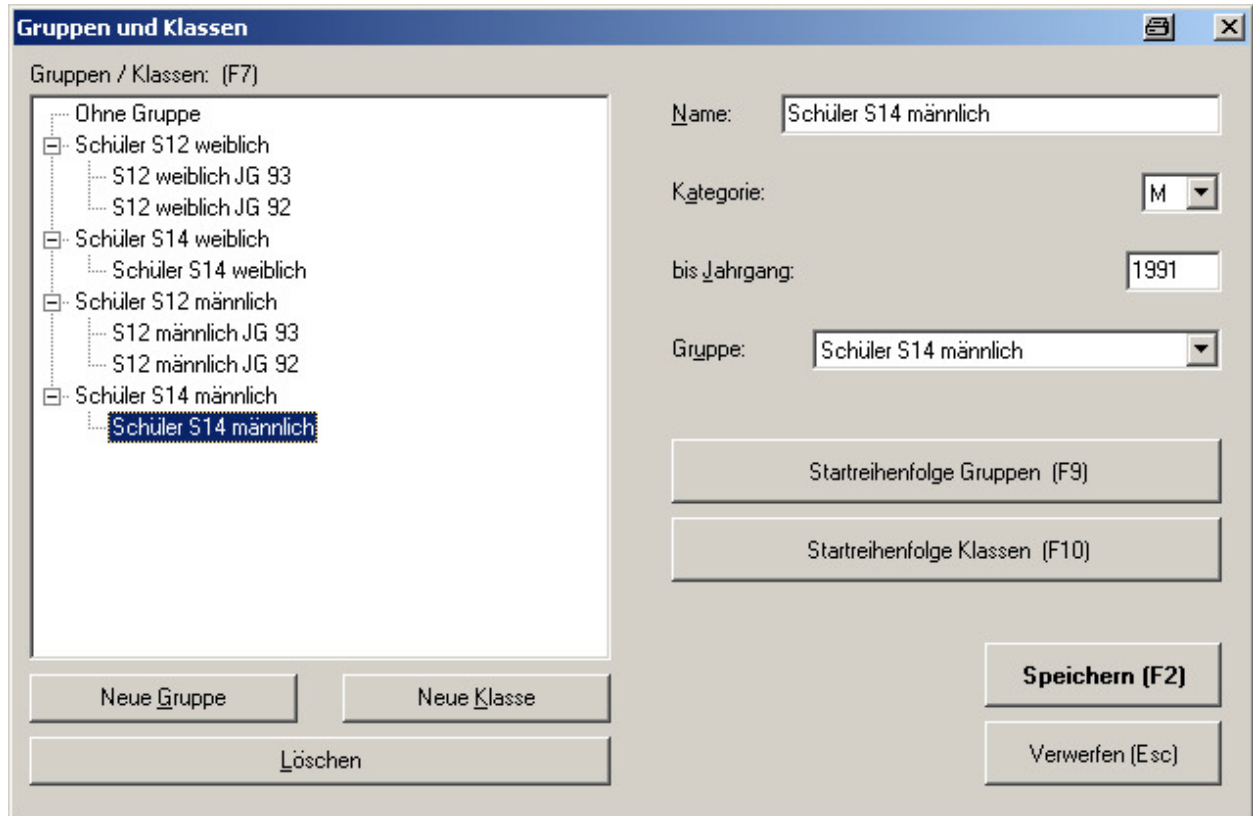 Gruppen und Klassen
Gruppen / Klassen: (F7)
Ohne Gruppe
Schüler S12 weiblich
S12 weiblich JG 93
S12 weiblich JG 92
Schüler S14 weiblich
Schüler S14 weiblich
Schüler S12 männlich
S12 männlich JG 93
S12 männlich JG 92
Schüler S14 männlich
Schüler S14 männlich
Neue Gruppe
Neue Klasse
Löschen
Name: Schüler S14 männlich
Kategorie: M
bis Jahrgang: 1991
Gruppe: Schüler S14 männlich
Startreihenfolge Gruppen (F9)
Startreihenfolge Klassen (F10)
Speichern (F2)
Verwerfen (Esc)